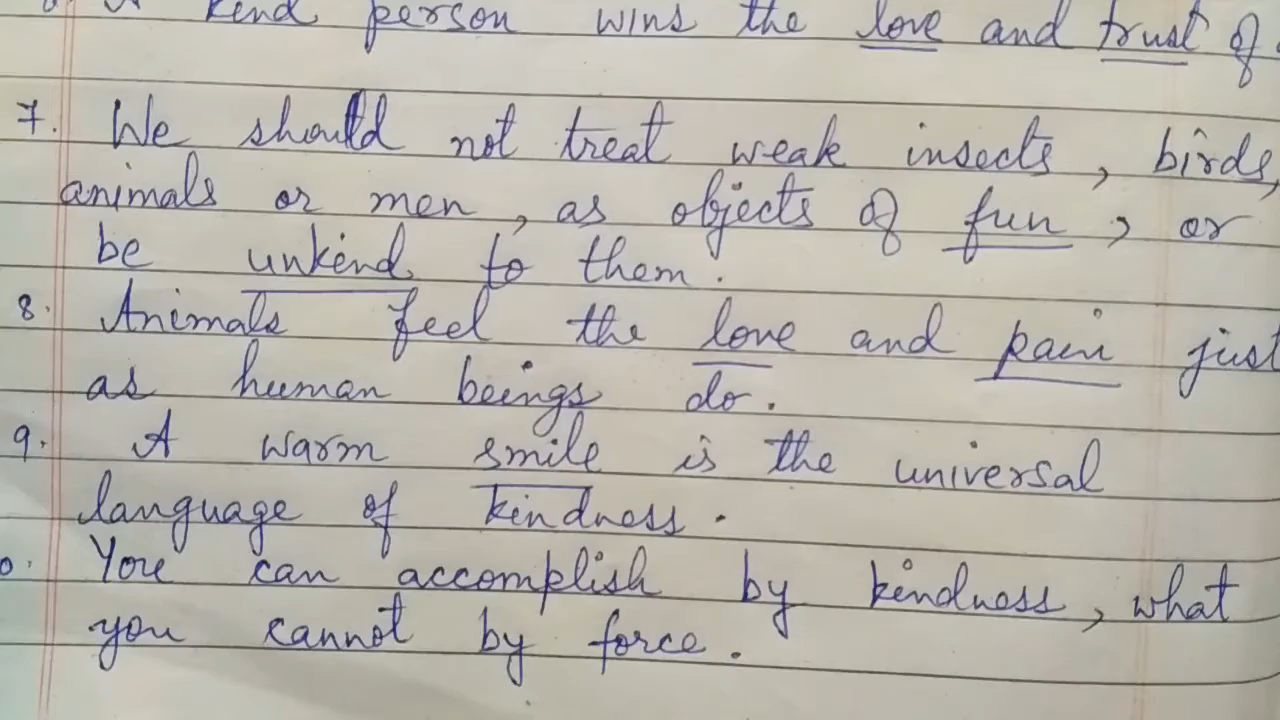 A kind person wins the love and trust of
7. We should not treat weak insects, birds,
animals or men, as objects of fun, or
be unkind to them.
8. Animals feel the love and pain just
as human beings do.
9. A warm smile is the universal
language of kindness.
0. You can accomplish by kindness, what
you cannot by force.